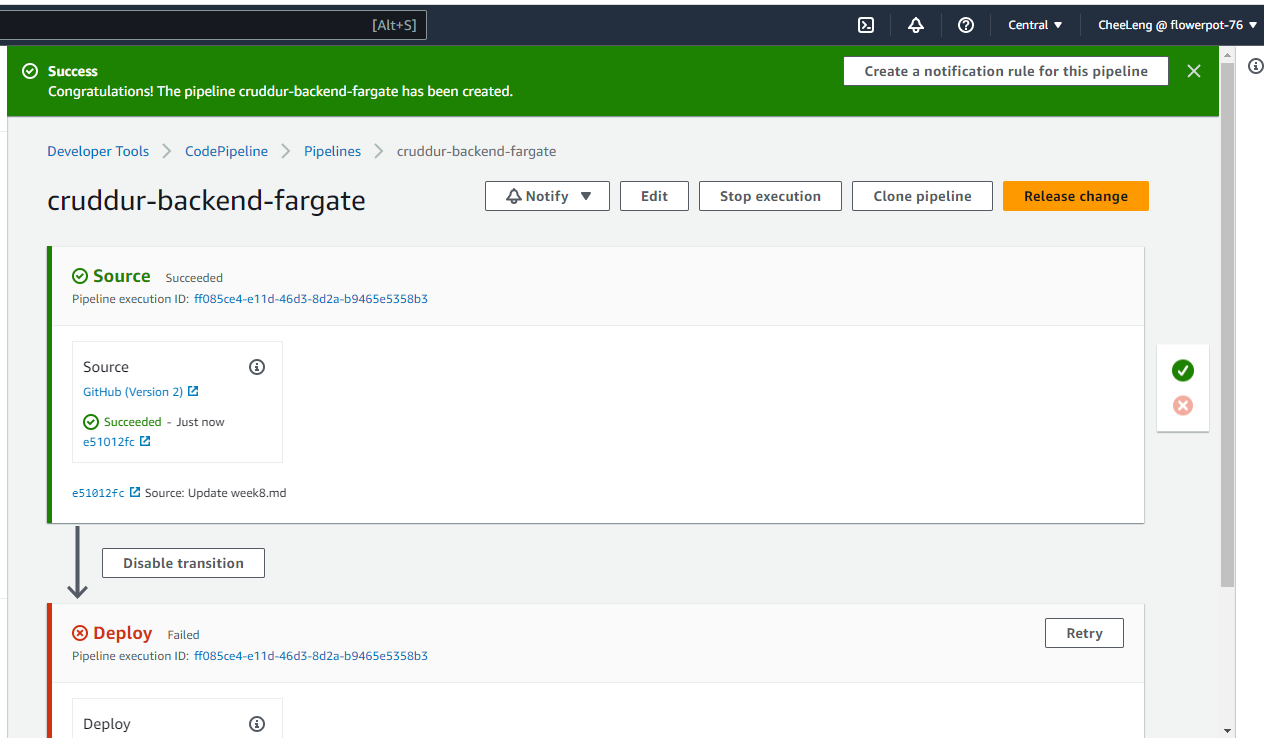 [Alt+S]
Central
CheeLeng @ flowerpot-76
Success
Congratulations! The pipeline cruddur-backend-fargate has been created.
Create a notification rule for this pipeline
Developer Tools
CodePipeline
Pipelines
cruddur-backend-fargate
cruddur-backend-fargate
Notify
Edit
Stop execution
Clone pipeline
Release change
Source Succeeded
Pipeline execution ID: ff085ce4-e11d-46d3-8d2a-b9465e5358b3
Source
GitHub (Version 2)
Succeeded - Just now
e51012fc
e51012fc Source: Update week8.md
Disable transition
Deploy Failed
Retry
Pipeline execution ID: ff085ce4-e11d-46d3-8d2a-b9465e5358b3
Deploy